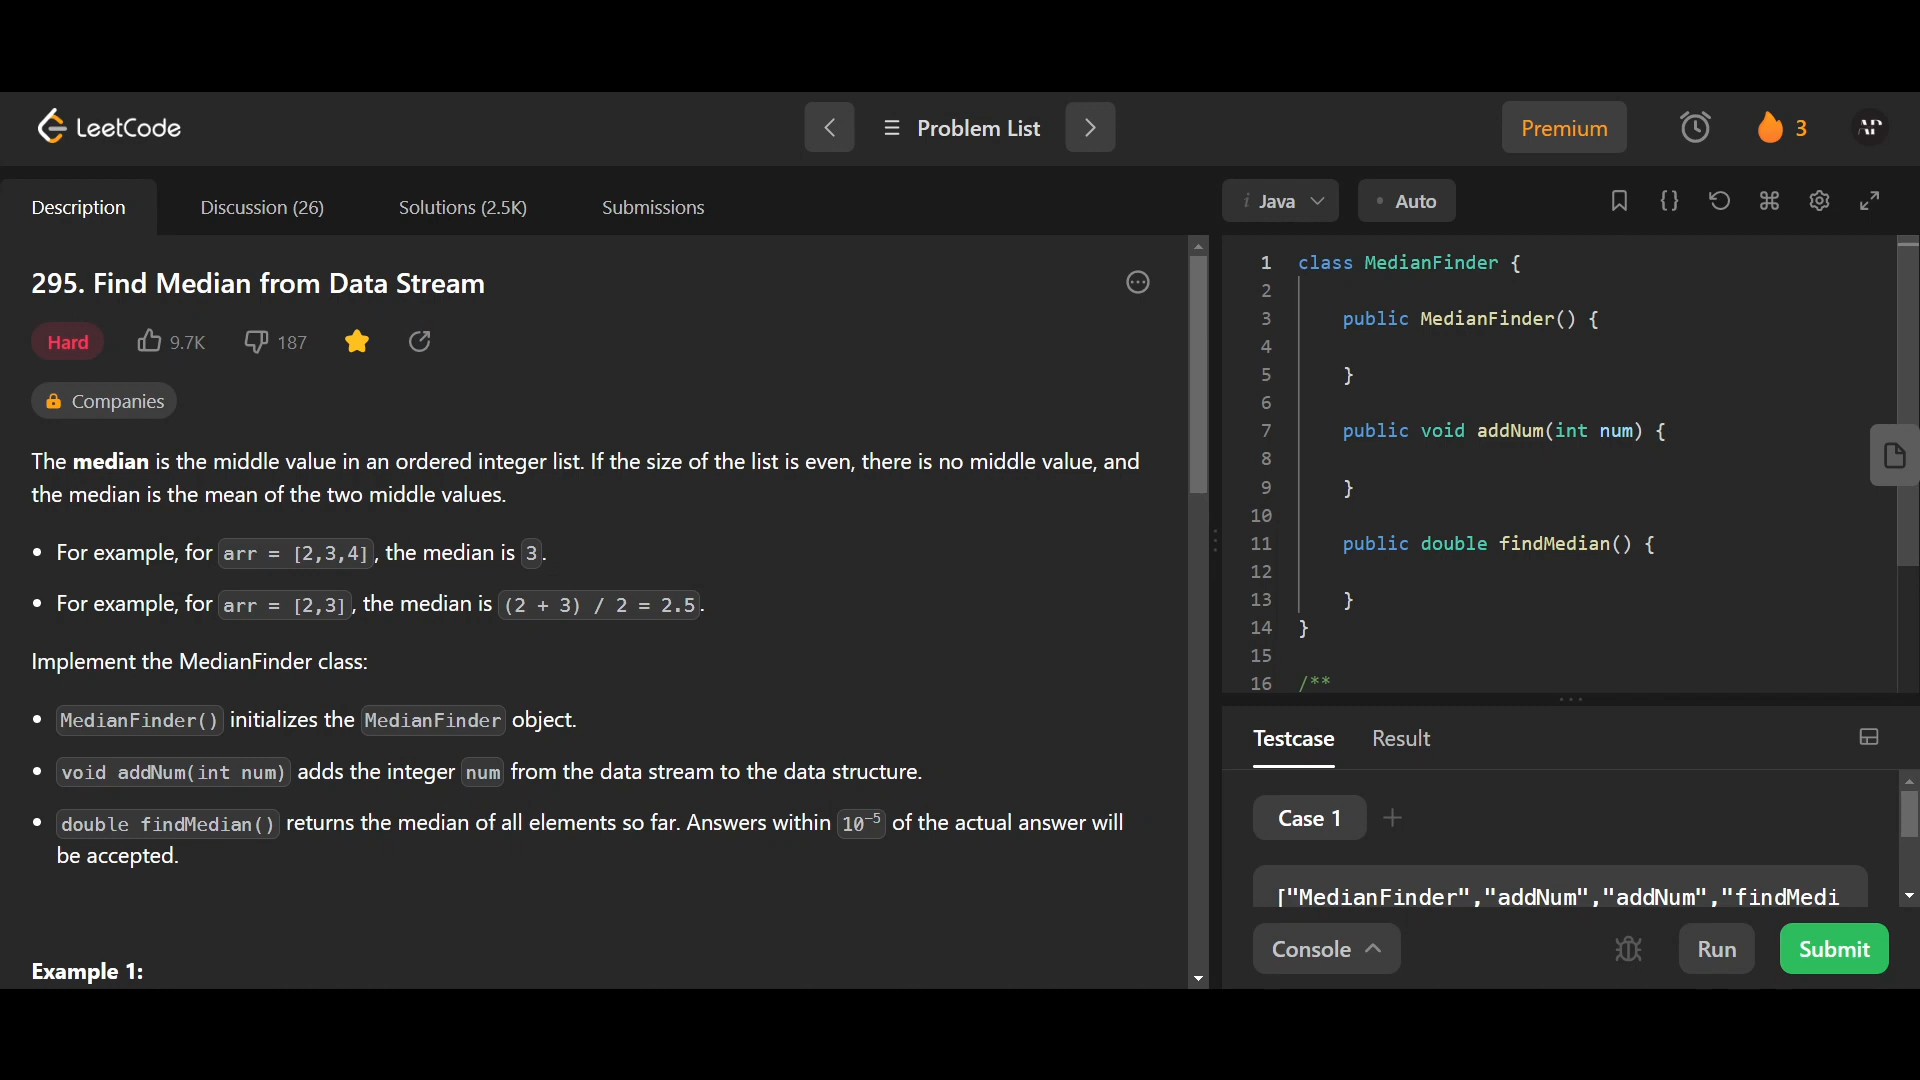 LeetCode
Problem List
Premium
3
Description
Discussion (26)
Solutions (2.5K)
Submissions
i Java
• Auto
295. Find Median from Data Stream
Hard
9.7K
187
Companies
The median is the middle value in an ordered integer list. If the size of the list is even, there is no middle value, and
the median is the mean of the two middle values.
• For example, for arr = [2,3,4], the median is 3.
• For example, for arr = [2,3], the median is (2 + 3) / 2 = 2.5.
Implement the MedianFinder class:
• MedianFinder() initializes the MedianFinder object.
• void addNum(int num) adds the integer num from the data stream to the data structure.
• double findMedian() returns the median of all elements so far. Answers within 10⁻⁵ of the actual answer will
be accepted.
Example 1:
1 class MedianFinder {
2
3 public MedianFinder() {
4
5 }
6
7 public void addNum(int num) {
8
9 }
10
11 public double findMedian() {
12
13 }
14 }
15
16 /**
Testcase
Result
Case 1
["MedianFinder","addNum","addNum","findMedi
Console
Run
Submit